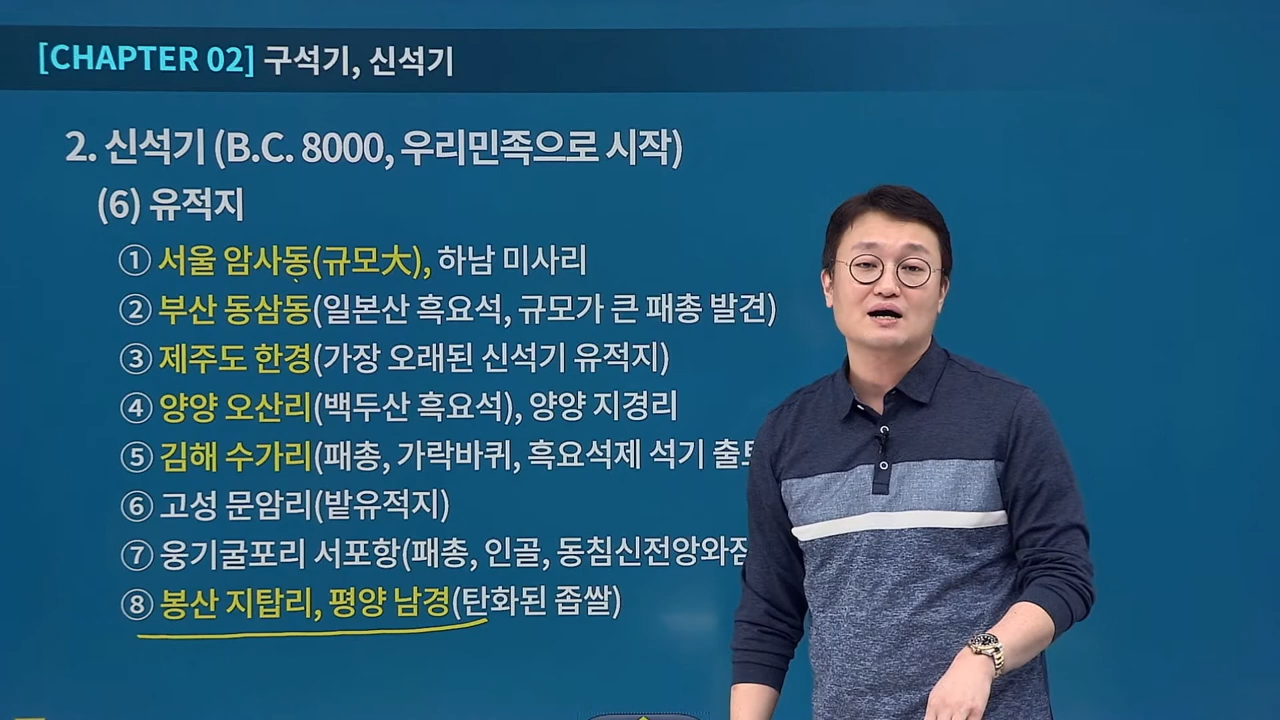 [CHAPTER 02] 구석기, 신석기
2. 신석기 (B.C. 8000, 우리민족으로 시작)
(6) 유적지
① 서울 암사동(규모大), 하남 미사리
② 부산 동삼동(일본산 흑요석, 규모가 큰 패총 발견)
③ 제주도 한경(가장 오래된 신석기 유적지)
④ 양양 오산리(백두산 흑요석), 양양 지경리
⑤ 김해 수가리(패총, 가락바퀴, 흑요석제 석기
⑥ 고성 문암리(밭유적지)
⑦ 웅기굴포리 서포항(패총, 인골,
⑧ 봉산 지탑리, 평양 남경(탄화된 좁쌀)